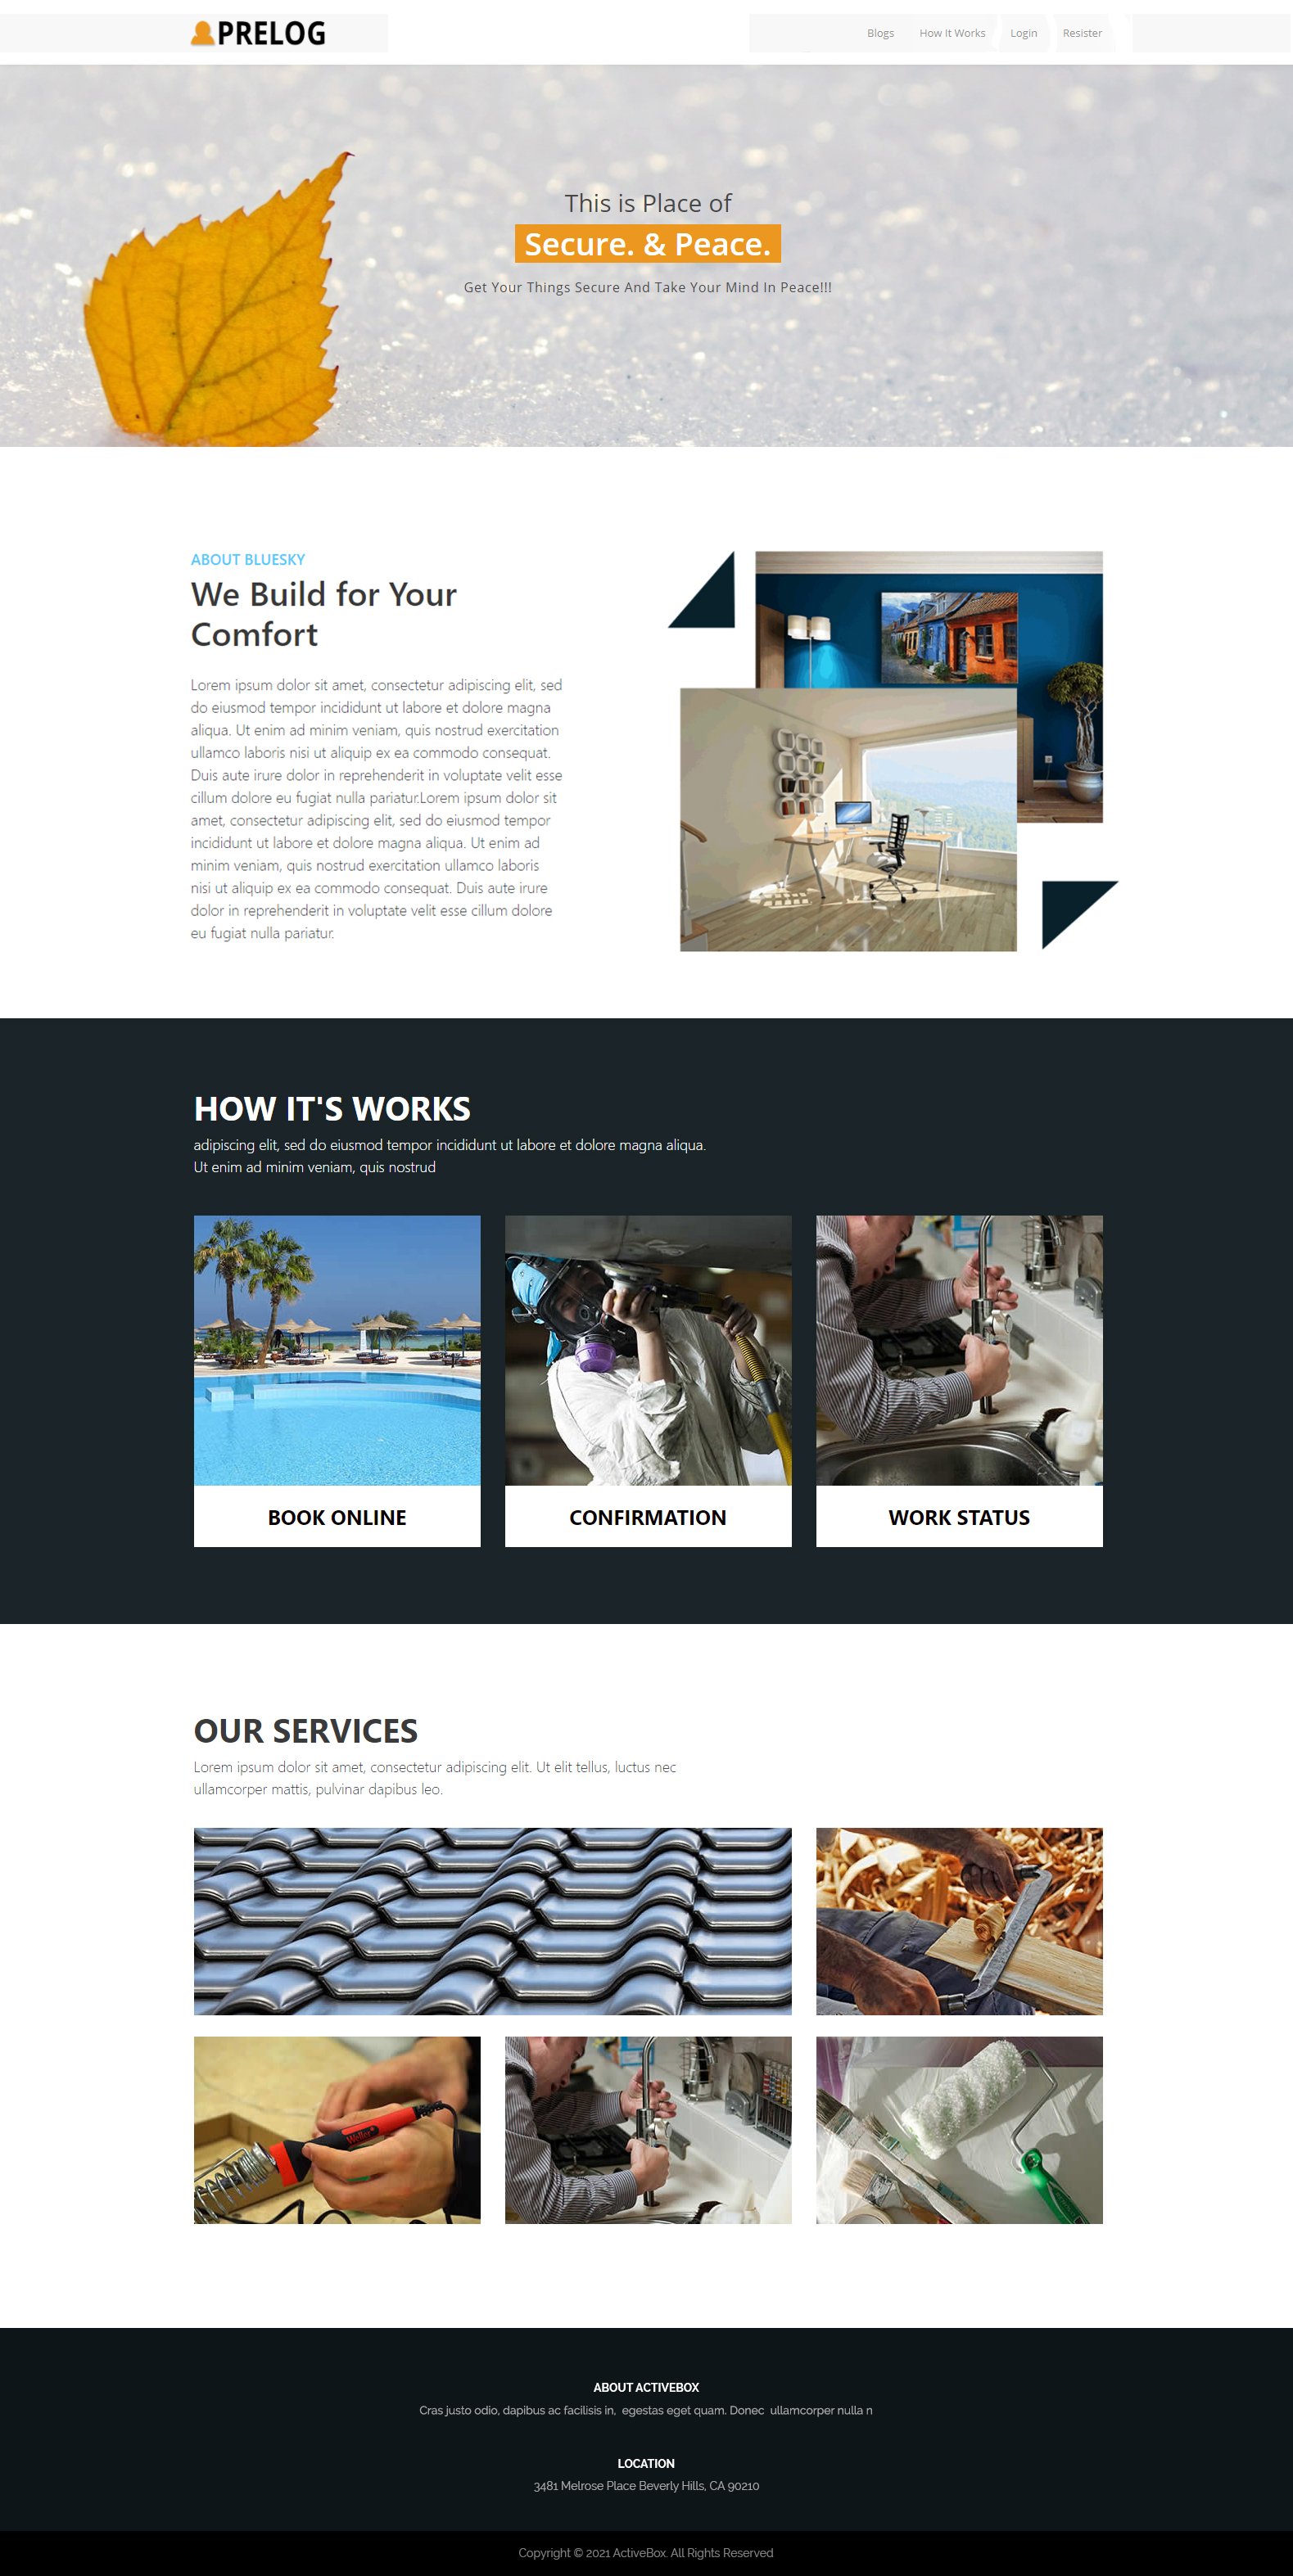 PRELOG
Blogs How It Works Login Resister
This is Place of
Secure. & Peace.
Get Your Things Secure And Take Your Mind In Peace!!!
ABOUT BLUESKY
We Build for Your
Comfort
Lorem ipsum dolor sit amet, consectetur adipiscing elit, sed
do eiusmod tempor incididunt ut labore et dolore magna
aliqua. Ut enim ad minim veniam, quis nostrud exercitation
ullamco laboris nisi ut aliquip ex ea commodo consequat.
Duis aute irure dolor in reprehenderit in voluptate velit esse
cillum dolore eu fugiat nulla pariatur.Lorem ipsum dolor sit
amet, consectetur adipiscing elit, sed do eiusmod tempor
incididunt ut labore et dolore magna aliqua. Ut enim ad
minim veniam, quis nostrud exercitation ullamco laboris
nisi ut aliquip ex ea commodo consequat. Duis aute irure
dolor in reprehenderit in voluptate velit esse cillum dolore
eu fugiat nulla pariatur.
HOW IT'S WORKS
adipiscing elit, sed do eiusmod tempor incididunt ut labore et dolore magna aliqua.
Ut enim ad minim veniam, quis nostrud
BOOK ONLINE
CONFIRMATION
WORK STATUS
OUR SERVICES
Lorem ipsum dolor sit amet, consectetur adipiscing elit. Ut elit tellus, luctus nec
ullamcorper mattis, pulvinar dapibus leo.
Weller
ABOUT ACTIVEBOX
Cras justo odio, dapibus ac facilisis in, egestas eget quam. Donec ullamcorper nulla n
LOCATION
3481 Melrose Place Beverly Hills, CA 90210
Copyright © 2021 ActiveBox. All Rights Reserved